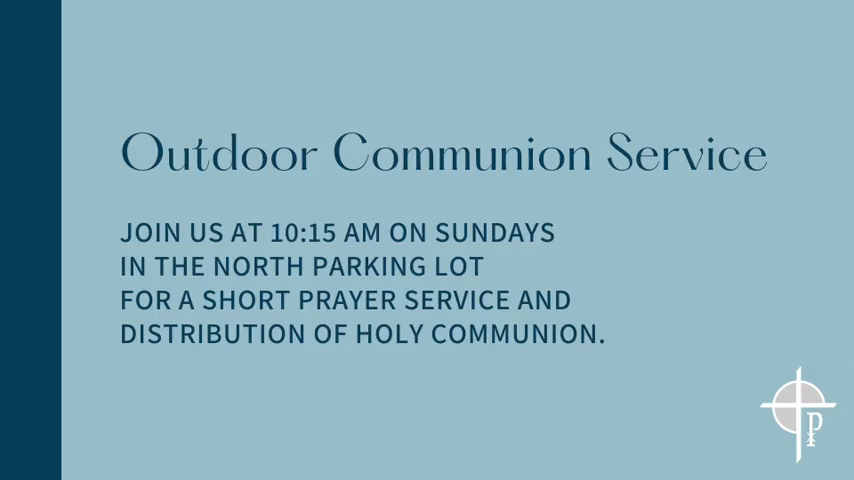 Outdoor Communion Service
JOIN US AT 10:15 AM ON SUNDAYS
IN THE NORTH PARKING LOT
FOR A SHORT PRAYER SERVICE AND
DISTRIBUTION OF HOLY COMMUNION.
P